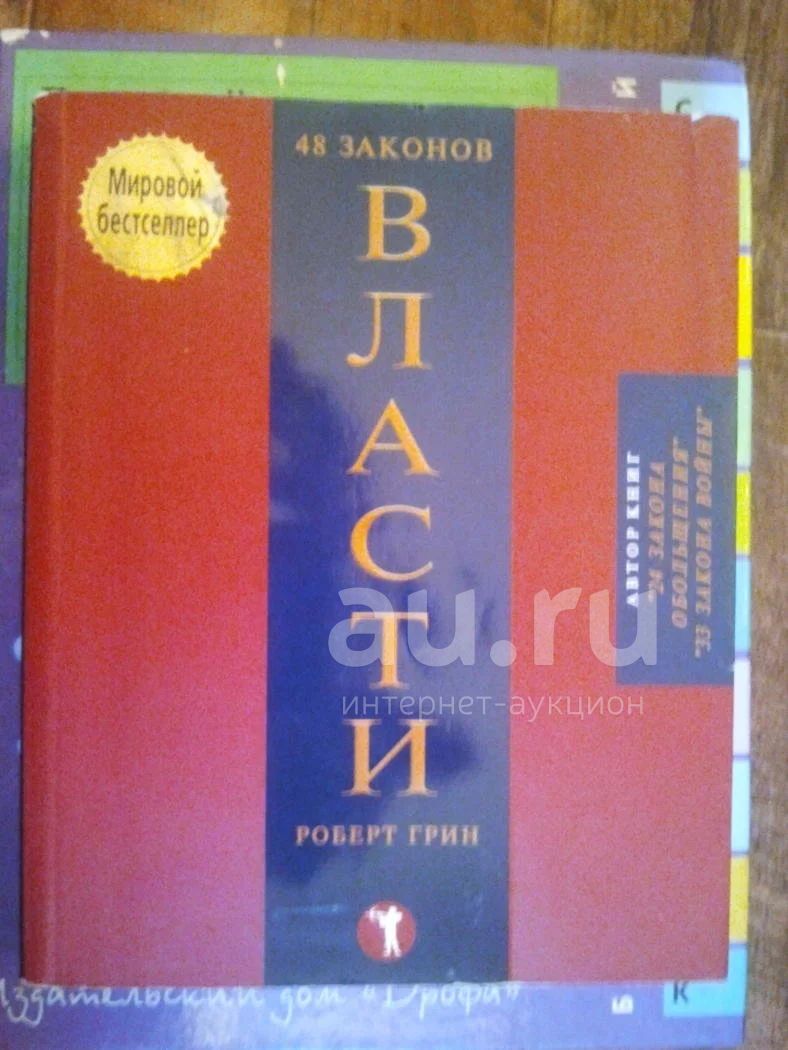 48 ЗАКОНОВ
Мировой
бестселлер
ВЛАСТИ
АВТОР КНИГ
"24 ЗАКОНА
ОБОЛЬЩЕНИЯ"
"33 ЗАКОНА ВОЙНЫ"
au.ru
интернет-аукцион
РОБЕРТ ГРИН
Издательский дом "Дрофа"
Б
К